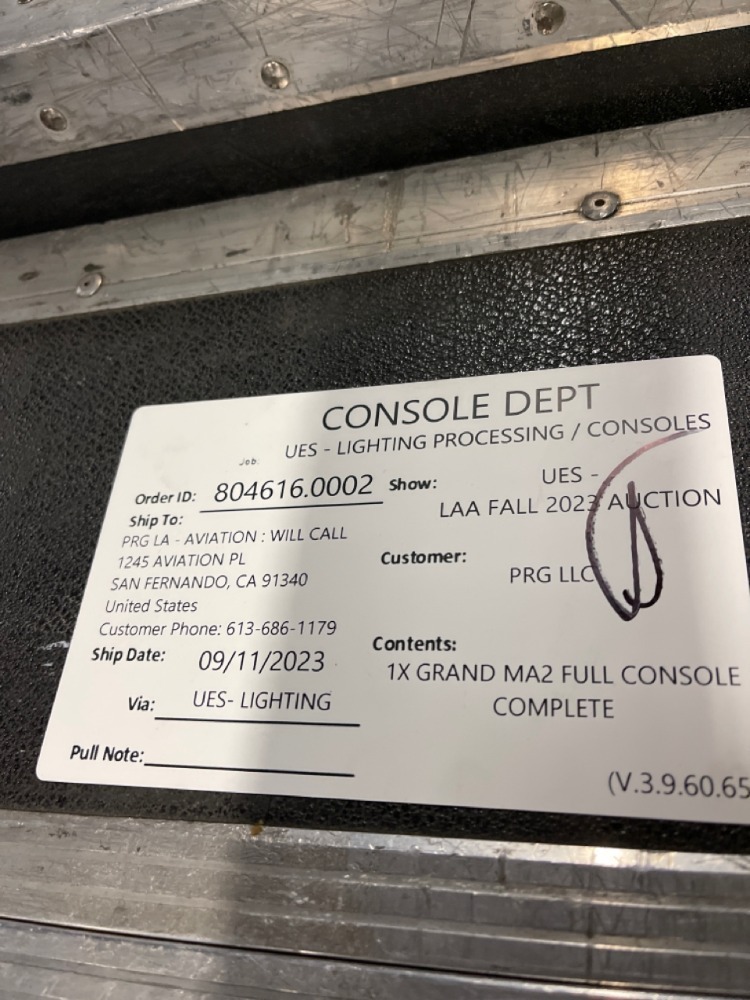 CONSOLE DEPT
UES - LIGHTING PROCESSING / CONSOLES
Job:
Order ID: 804616.0002
Show: UES -
LAA FALL 2023 AUCTION
Ship To:
PRG LA - AVIATION : WILL CALL
1245 AVIATION PL
SAN FERNANDO, CA 91340
United States
Customer Phone: 613-686-1179
Customer:
PRG LLC
Ship Date: 09/11/2023
Via: UES- LIGHTING
Pull Note:
Contents:
1X GRAND MA2 FULL CONSOLE
COMPLETE
(V.3.9.60.65